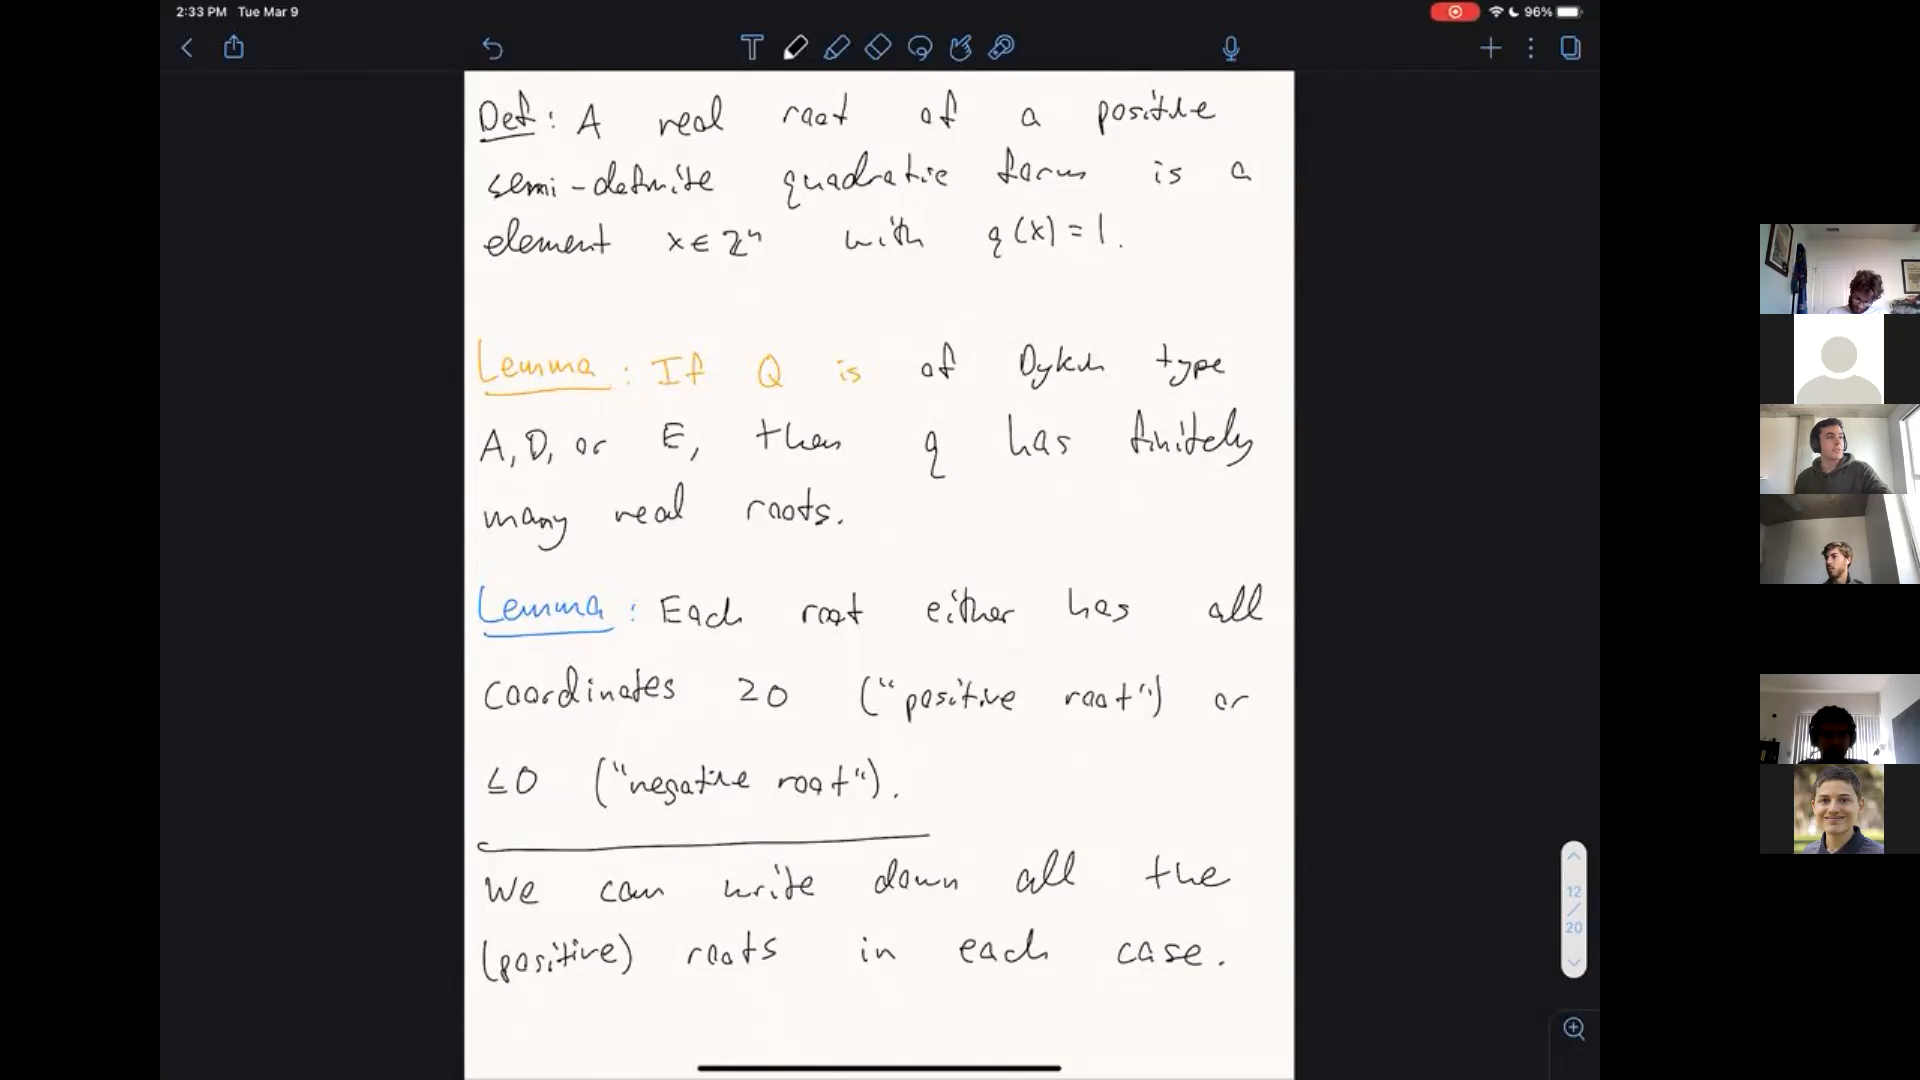 2:33 PM Tue Mar 9
96%
T
Def: A real root of a positive
semi-definite quadratic form is a
element x ∈ ℤⁿ with q(x) = 1.
Lemma: If Q is of Dykin type
A, D, or E, then q has finitely
many real roots.
Lemma: Each root either has all
coordinates ≥0 ("positive root") or
≤0 ("negative root").
We can write down all the
(positive) roots in each case.
12
/
20